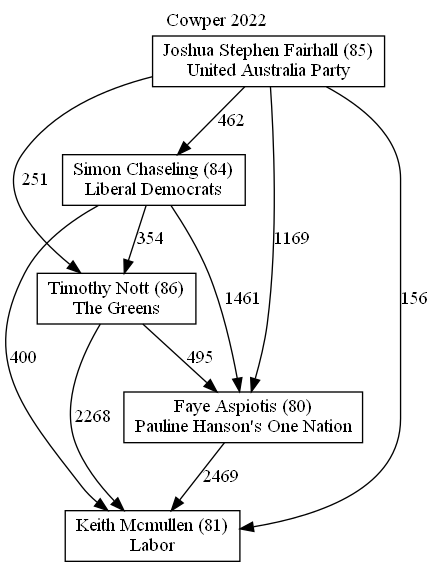 Cowper 2022
Joshua Stephen Fairhall (85)
United Australia Party
462
Simon Chaseling (84)
Liberal Democrats
251
354
1169
1461
156
Timothy Nott (86)
The Greens
400
495
2268
Faye Aspiotis (80)
Pauline Hanson's One Nation
2469
Keith Mcmullen (81)
Labor